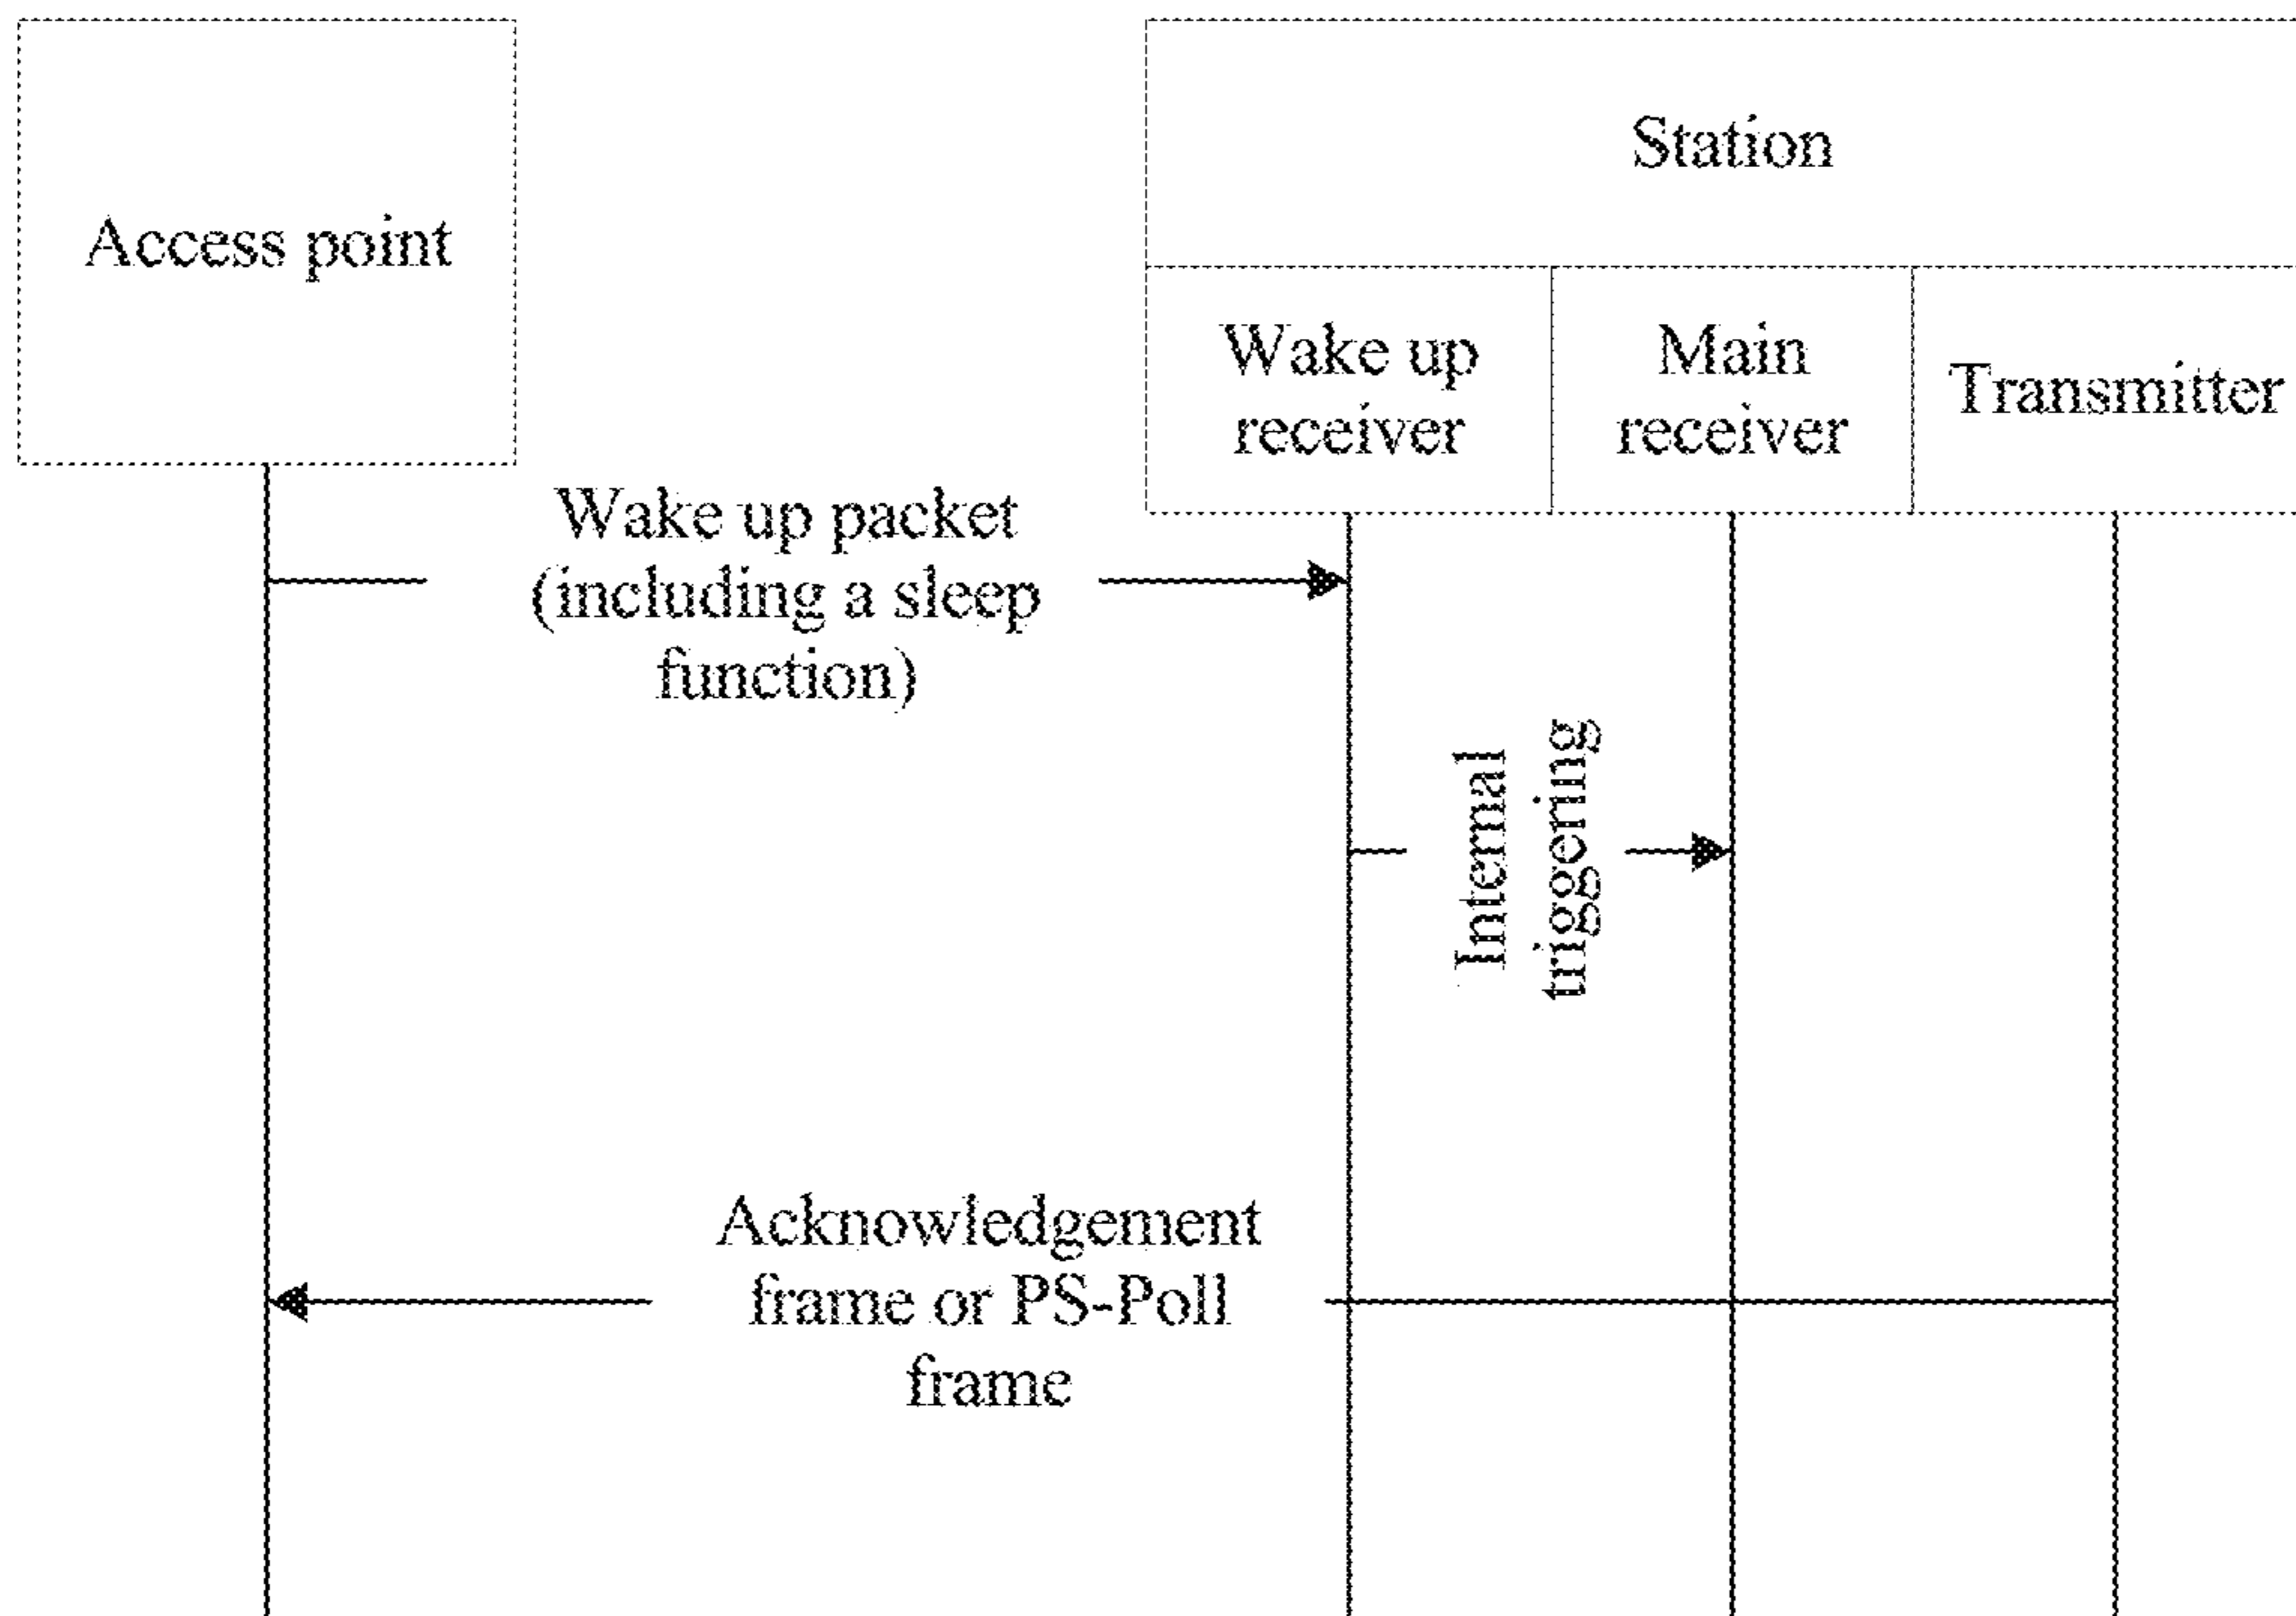 Access point
Station
Wake up
receiver
Main
receiver
Transmitter
Wake up packet
(including a sleep
function)
Internal
triggering
Acknowledgement
frame or PS-Poll
frame